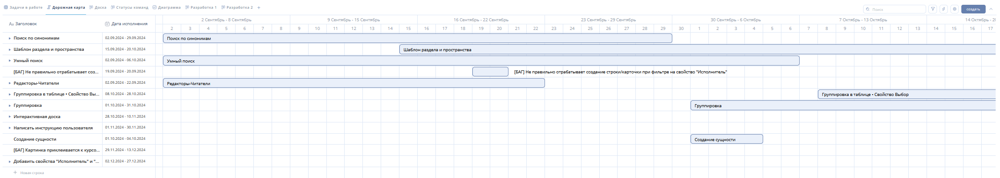 Задачи в работе Дорожная карта Доска Статусы команд Диаграмма Разработка 1 Разработка 2 +
Поиск создать
Aa Заголовок Дата исполнения
2 Сентябрь - 8 Сентябрь 9 Сентябрь - 15 Сентябрь 16 Сентябрь - 22 Сентябрь 23 Сентябрь - 29 Сентябрь 30 Сентябрь - 6 Октябрь 7 Октябрь - 13 Октябрь 14 Октябрь - 20
2 3 4 5 6 7 8 9 10 11 12 13 14 15 16 17 18 19 20 21 22 23 24 25 26 27 28 29 30 1 2 3 4 5 6 7 8 9 10 11 12 13 14 15 16 17
Поиск по синонимам 02.09.2024 - 29.09.2024 Поиск по синонимам
Шаблон раздела и пространства 15.09.2024 - 20.10.2024 Шаблон раздела и пространства
Умный поиск 02.09.2024 - 06.10.2024 Умный поиск
[БАГ] Не правильно отрабатывает соз... 19.09.2024 - 20.09.2024 [БАГ] Не правильно отрабатывает создание строки/карточки при фильтре на свойство "Исполнитель"
Редакторы-Читатели 02.09.2024 - 22.09.2024 Редакторы-Читатели
Группировка в таблице • Свойство Вы... 08.10.2024 - 28.10.2024 Группировка в таблице • Свойство Выбор
Группировка 01.10.2024 - 31.10.2024 Группировка
Интерактивная доска 28.10.2024 - 10.11.2024
Написать инструкцию пользователя 01.11.2024 - 30.11.2024
Создание сущности 01.10.2024 - 04.10.2024 Создание сущности
[БАГ] Картинка приклеивается к курсо... 29.11.2024 - 13.12.2024
Добавить свойства "Исполнитель" и "... 02.12.2024 - 27.12.2024
+ Новая строка